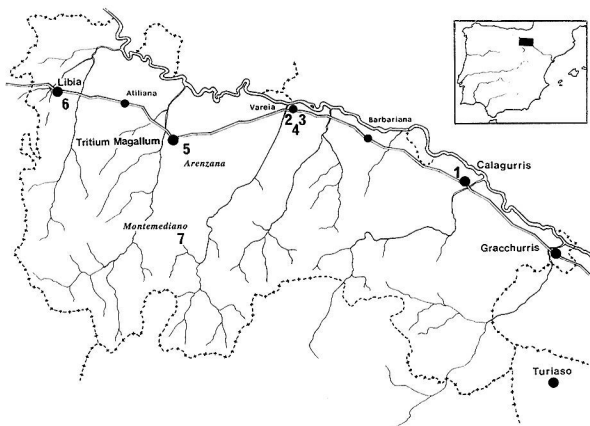 Libia
6
Atiliana
Vareia
2 3
4
Barbariana
Tritium Magallum
5
Arenzana
1
Calagurris
Montemediano
7
Gracchurris
Turiaso